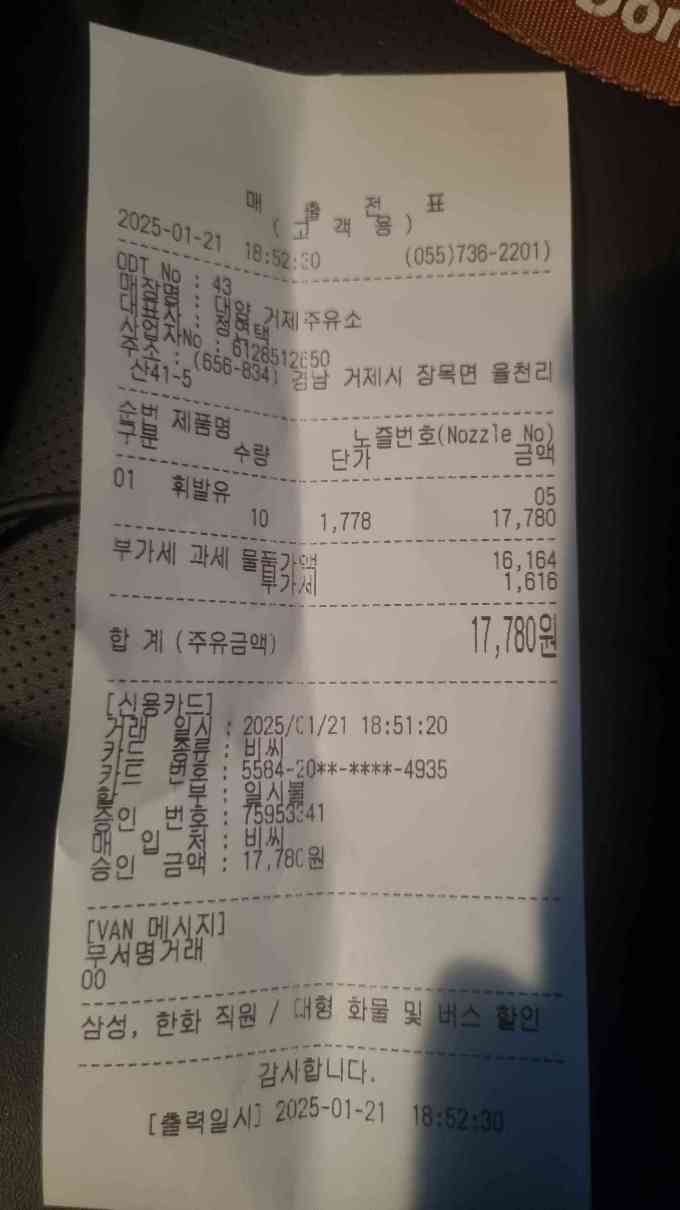 매 출 전 표
( 고 객 용 )
2025-01-21 18:52:30 (055)736-2201)
ODT No : 43
매장명 : 대양 거제주유소
대표자 : 정연택
사업자No : 6128512650
주소 : (656-834) 경남 거제시 장목면 율천리
산41-5
순번 제품명 노즐번호(Nozzle No)
구분 수량 단가 금액
01 휘발유 05
10 1,778 17,780
부가세 과세 물품가액 16,164
부가세 1,616
합 계 (주유금액) 17,780원
[신용카드]
거래 일시 : 2025/01/21 18:51:20
카드 종류 : 비씨
카드 번호 : 5584-20**-****-4935
할 부 : 일시불
승인 번호 : 75953341
매 입 처 : 비씨
승인 금액 : 17,780원
[VAN 메시지]
무서명거래
00
삼성, 한화 직원 / 대형 화물 및 버스 할인
감사합니다.
[출력일시] 2025-01-21 18:52:30